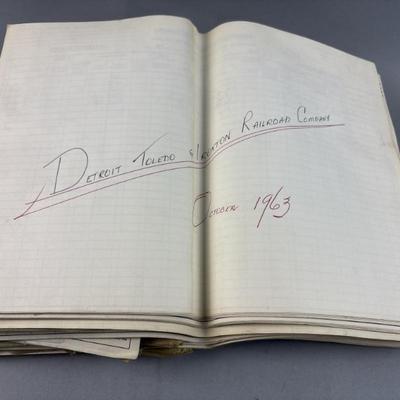 Detroit Toledo & Ironton Railroad Company
October 1963